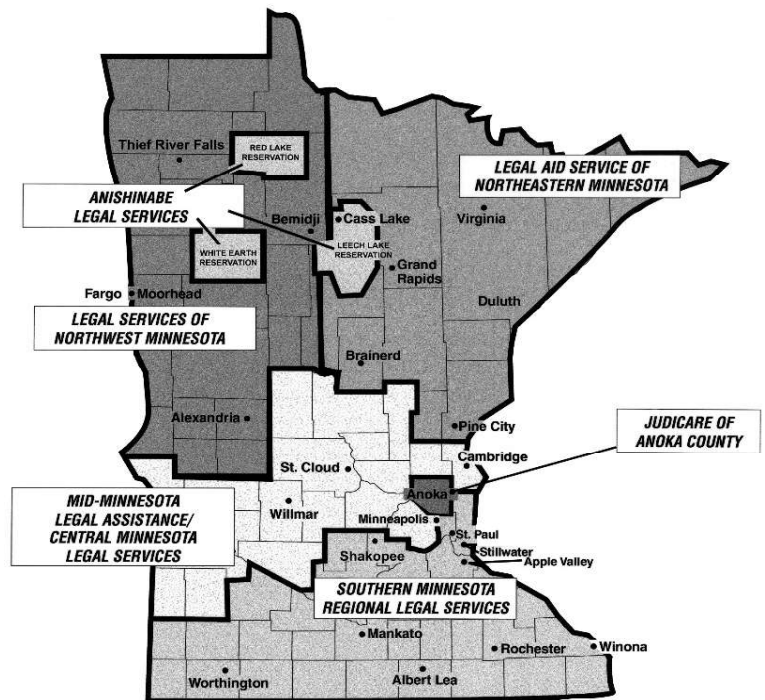 Thief River Falls
RED LAKE
RESERVATION
LEGAL AID SERVICE OF
NORTHEASTERN MINNESOTA
ANISHINABE
LEGAL SERVICES
Bemidji
Cass Lake
Virginia
WHITE EARTH
RESERVATION
LEECH LAKE
RESERVATION
Grand
Rapids
Fargo
Moorhead
Duluth
LEGAL SERVICES OF
NORTHWEST MINNESOTA
Brainerd
Alexandria
Pine City
JUDICARE OF
ANOKA COUNTY
Cambridge
St. Cloud
MID-MINNESOTA
LEGAL ASSISTANCE/
CENTRAL MINNESOTA
LEGAL SERVICES
Willmar
Anoka
Minneapolis
St. Paul
Shakopee
Stillwater
Apple Valley
SOUTHERN MINNESOTA
REGIONAL LEGAL SERVICES
Mankato
Rochester
Winona
Worthington
Albert Lea